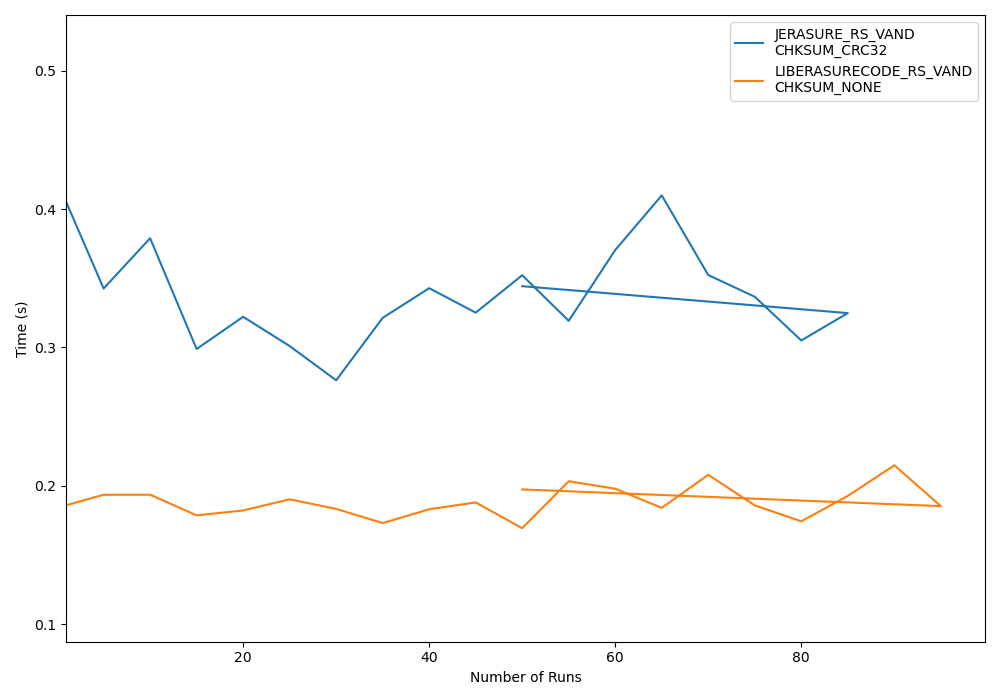 JERASURE_RS_VAND
CHKSUM_CRC32
LIBERASURECODE_RS_VAND
CHKSUM_NONE
0.5
0.4
0.3
0.2
0.1
Time (s)
20
40
60
80
Number of Runs